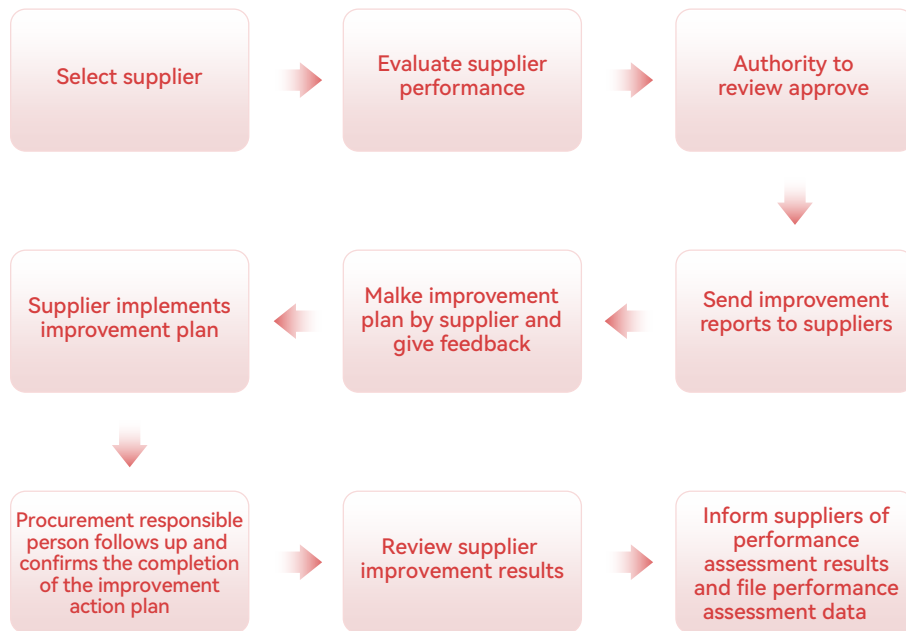 Select supplier
Evaluate supplier
performance
Authority to
review approve
Supplier implements
improvement plan
Malke improvement
plan by supplier and
give feedback
Send improvement
reports to suppliers
Procurement responsible
person follows up and
confirms the completion
of the improvement
action plan
Review supplier
improvement results
Inform suppliers of
performance
assessment results
and file performance
assessment data